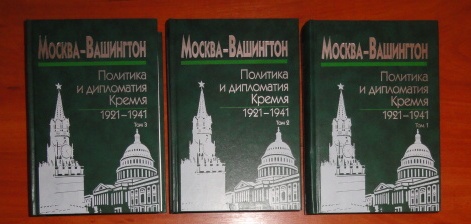 Москва–Вашингтон
Политика
и дипломатия
Кремля
1921–1941
Том 3
Москва–Вашингтон
Политика
и дипломатия
Кремля
1921–1941
Том 2
Москва–Вашингтон
Политика
и дипломатия
Кремля
1921–1941
Том 1